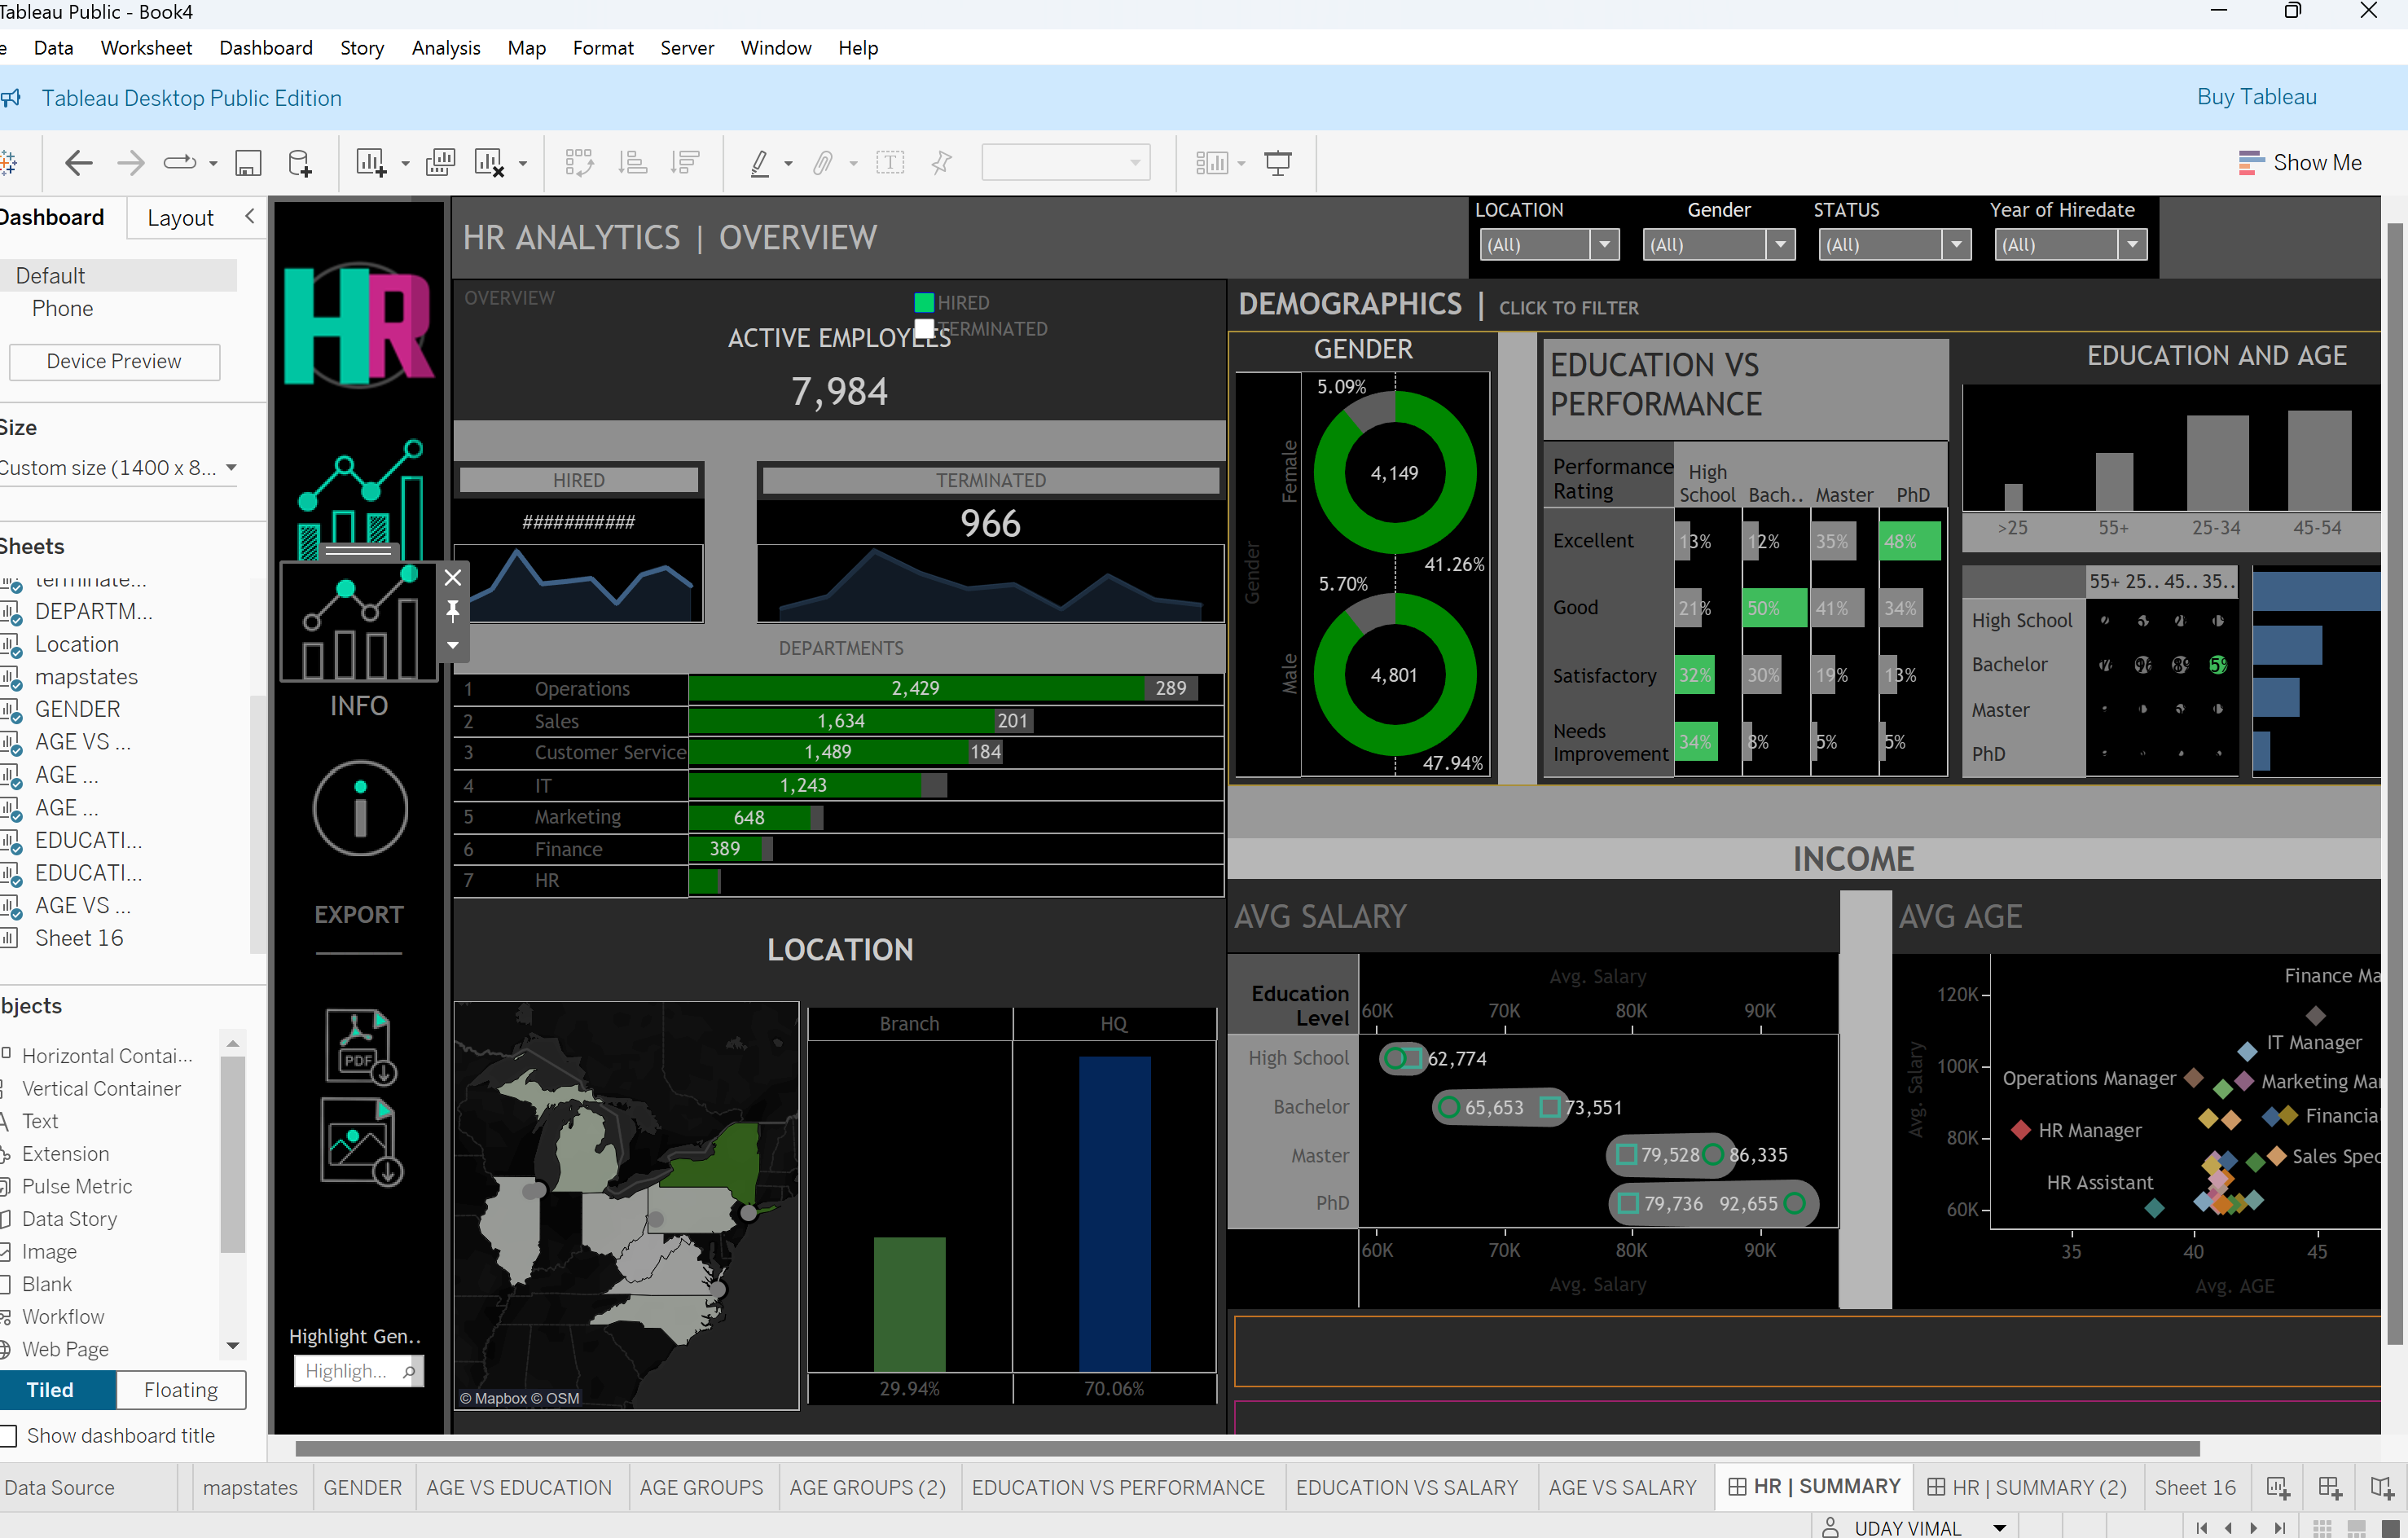 Tableau Public - Book4
Data Worksheet Dashboard Story Analysis Map Format Server Window Help
Tableau Desktop Public Edition
Buy Tableau
Show Me
Dashboard
Layout
Default
Phone
Device Preview
Size
Custom size (1400 x 8...
Sheets
terminate...
DEPARTM...
Location
mapstates
GENDER
AGE VS ...
AGE ...
AGE ...
EDUCATI...
EDUCATI...
AGE VS ...
Sheet 16
bjects
Horizontal Contai...
Vertical Container
Text
Extension
Pulse Metric
Data Story
Image
Blank
Workflow
Web Page
Tiled
Floating
Show dashboard title
HR
INFO
EXPORT
PDF
Highlight Gen..
Highligh...
HR ANALYTICS | OVERVIEW
LOCATION Gender STATUS Year of Hiredate
(All) (All) (All) (All)
OVERVIEW
HIRED
TERMINATED
ACTIVE EMPLOYEES
7,984
HIRED
###########
TERMINATED
966
DEPARTMENTS
1 Operations 2,429 289
2 Sales 1,634 201
3 Customer Service 1,489 184
4 IT 1,243
5 Marketing 648
6 Finance 389
7 HR
LOCATION
© Mapbox © OSM
Branch HQ
29.94% 70.06%
DEMOGRAPHICS | CLICK TO FILTER
GENDER
Gender
Female
5.09%
4,149
41.26%
Male
5.70%
4,801
47.94%
EDUCATION VS
PERFORMANCE
Performance
Rating
High
School Bach.. Master PhD
Excellent 13% 12% 35% 48%
Good 21% 50% 41% 34%
Satisfactory 32% 30% 19% 13%
Needs
Improvement 34% 8% 5% 5%
EDUCATION AND AGE
>25 55+ 25-34 45-54
55+ 25.. 45.. 35..
High School
Bachelor
Master
PhD
INCOME
AVG SALARY
Avg. Salary
Education
Level
60K 70K 80K 90K
High School 62,774
Bachelor 65,653 73,551
Master 79,528 86,335
PhD 79,736 92,655
60K 70K 80K 90K
Avg. Salary
AVG AGE
Avg. Salary
120K
100K
80K
60K
Finance Ma
IT Manager
Operations Manager
Marketing Ma
Financial
HR Manager
Sales Spec
HR Assistant
35 40 45
Avg. AGE
Data Source mapstates GENDER AGE VS EDUCATION AGE GROUPS AGE GROUPS (2) EDUCATION VS PERFORMANCE EDUCATION VS SALARY AGE VS SALARY HR | SUMMARY HR | SUMMARY (2) Sheet 16
UDAY VIMAL